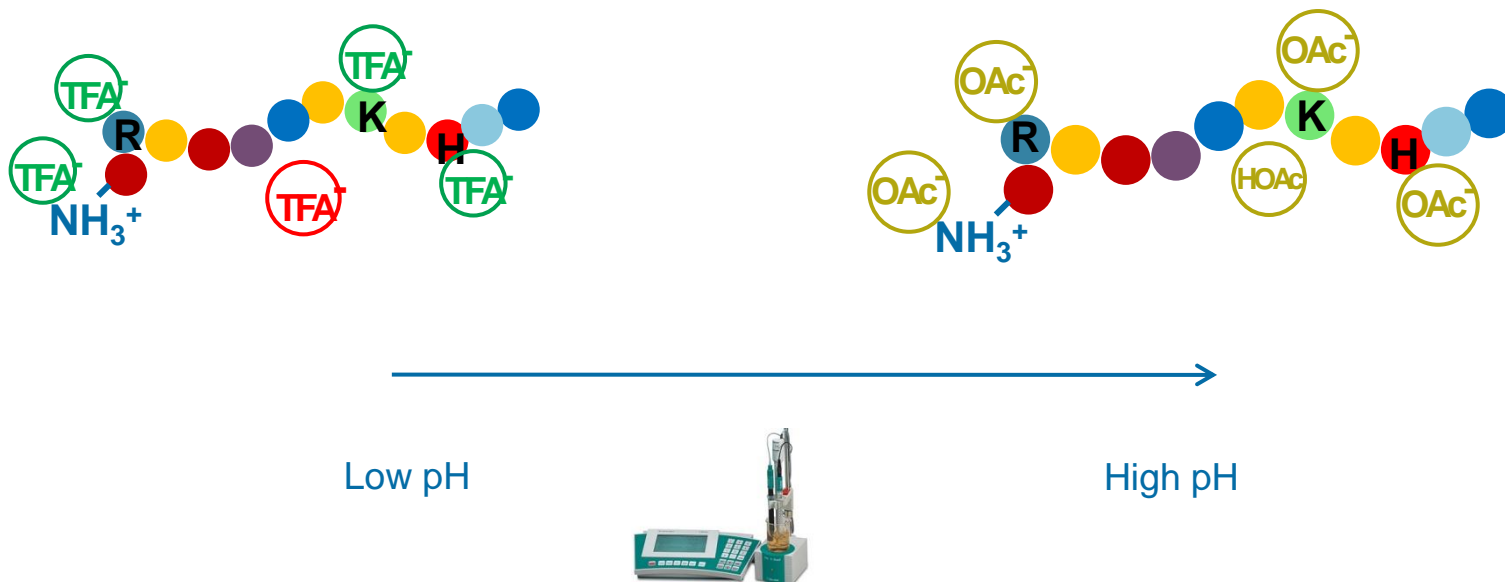 TFA⁻
TFA⁻
R
TFA⁻
K
H
TFA⁻
TFA⁻
NH₃⁺
OAc⁻
OAc⁻
R
OAc⁻
K
HOAc
H
OAc⁻
NH₃⁺
Low pH
High pH